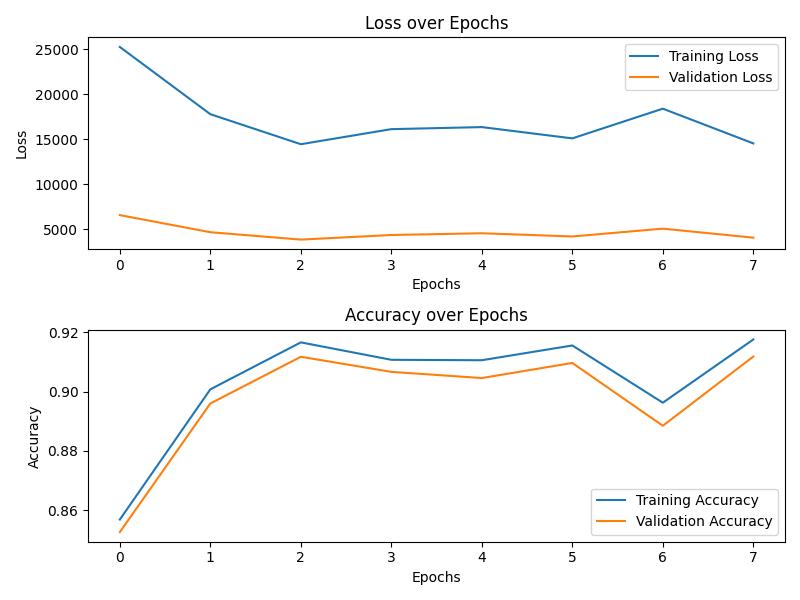 Loss over Epochs
25000
20000
15000
10000
5000
Loss
Training Loss
Validation Loss
0 1 2 3 4 5 6 7
Epochs
Accuracy over Epochs
0.92
0.90
0.88
0.86
Accuracy
Training Accuracy
Validation Accuracy
0 1 2 3 4 5 6 7
Epochs